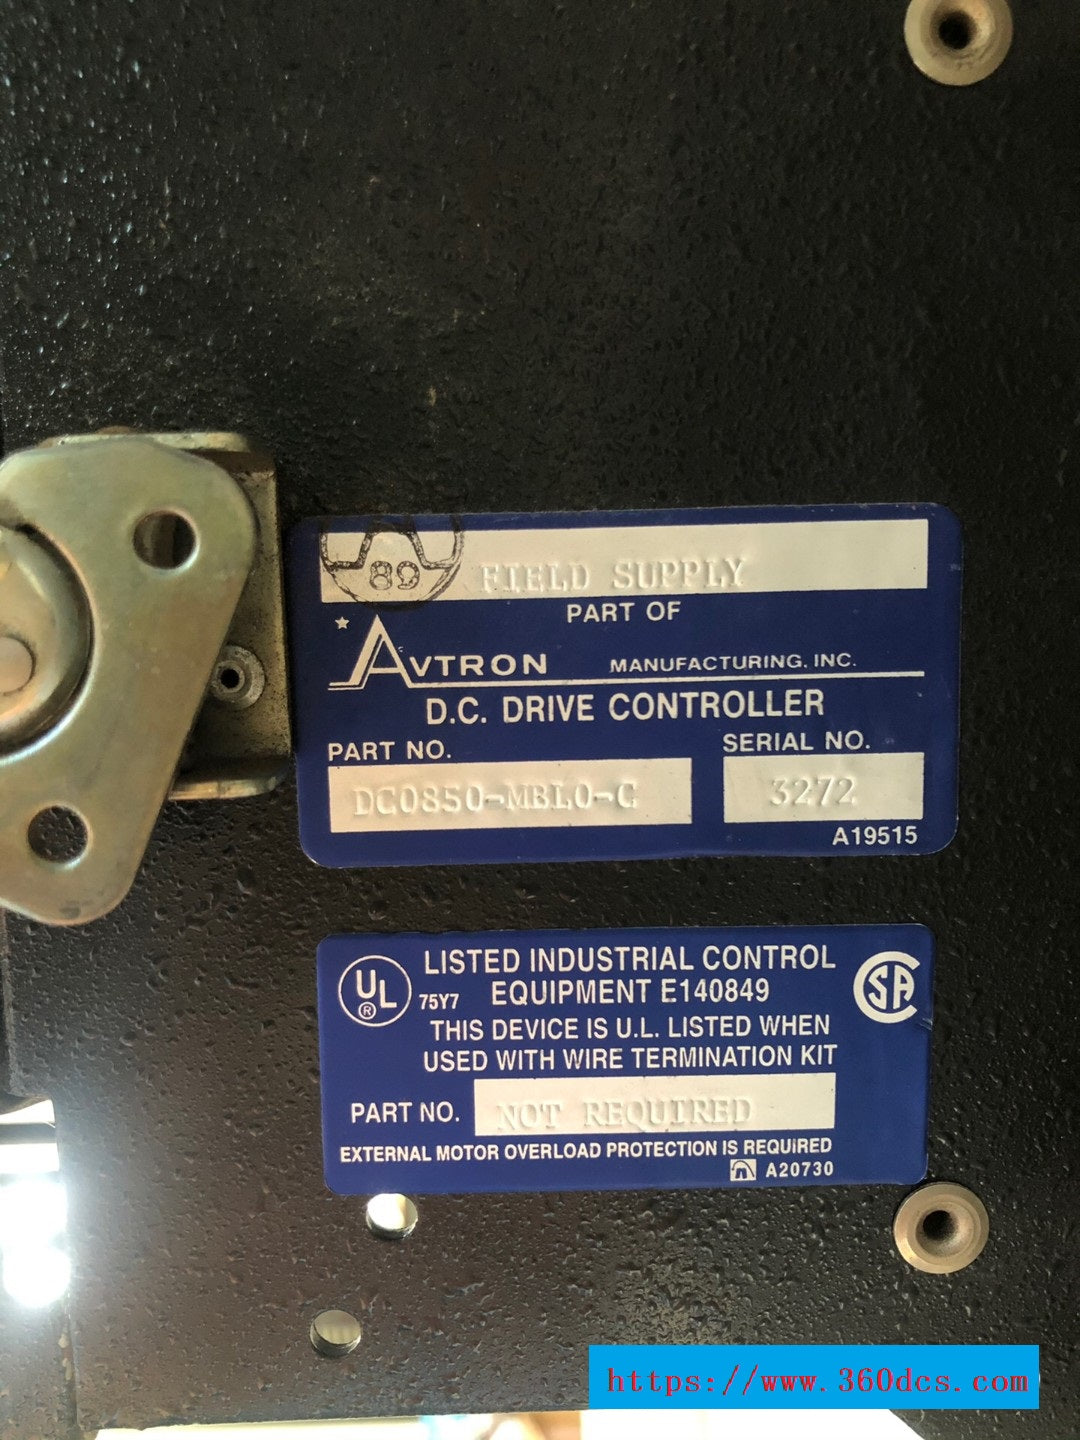 89
FIELD SUPPLY
PART OF
AVTRON MANUFACTURING, INC.
D.C. DRIVE CONTROLLER
PART NO. SERIAL NO.
DC0850-MBL0-C 3272
A19515
LISTED INDUSTRIAL CONTROL
UL ® 75Y7 EQUIPMENT E140849 SA
THIS DEVICE IS U.L. LISTED WHEN
USED WITH WIRE TERMINATION KIT
PART NO. NOT REQUIRED
EXTERNAL MOTOR OVERLOAD PROTECTION IS REQUIRED
A20730
https://www.360dcs.com